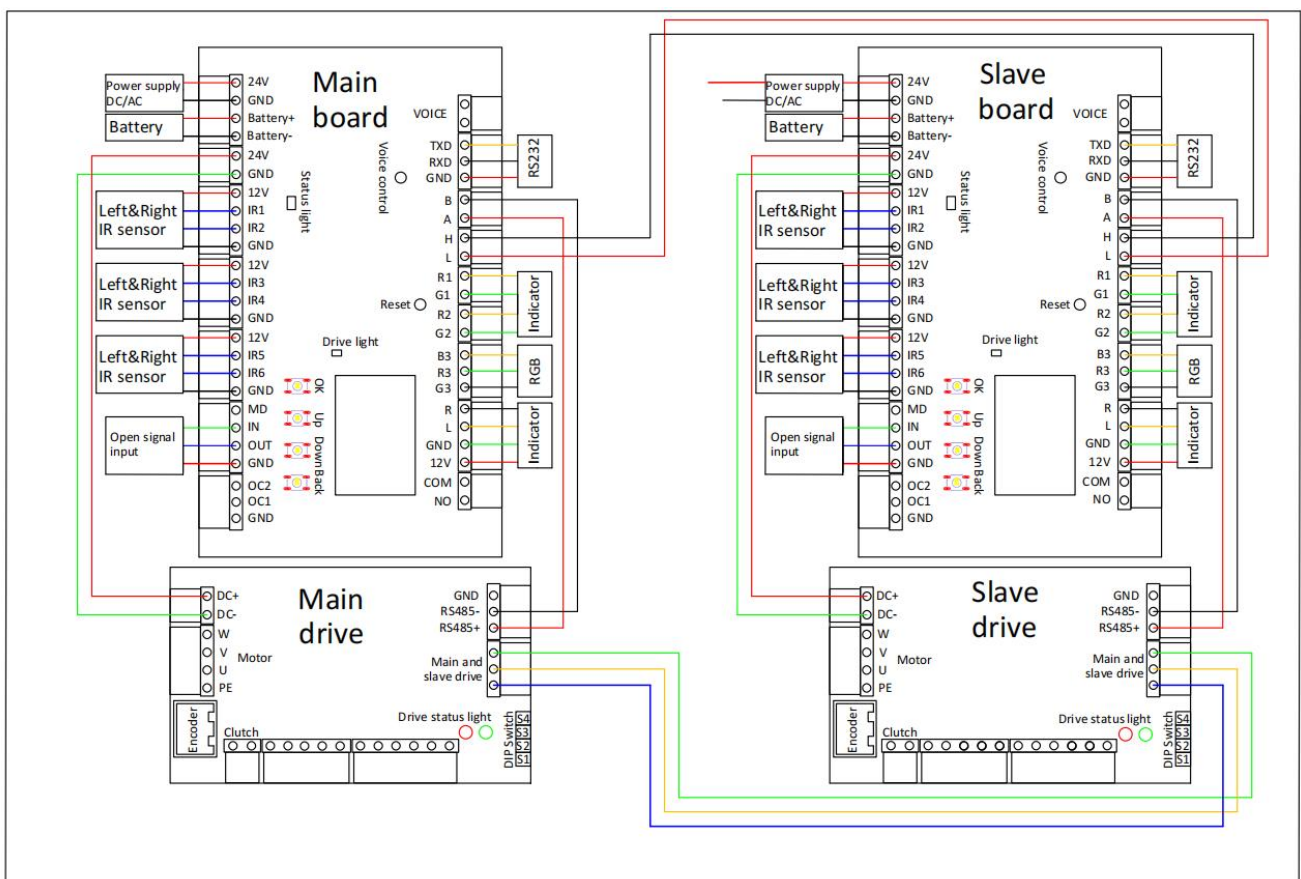 Main
board
Power supply
DC/AC
Battery
24V
GND
Battery+
Battery-
24V
GND
Left&Right
IR sensor
12V
IR1
IR2
GND
Left&Right
IR sensor
12V
IR3
IR4
GND
Left&Right
IR sensor
12V
IR5
IR6
GND
Open signal
input
MD
IN
OUT
GND
OC2
OC1
GND
Status light
Voice control
Reset
Drive light
OK
Up
Down
Back
VOICE
TXD
RXD
GND
RS232
B
A
H
L
R1
G1
R2
G2
Indicator
B3
R3
G3
RGB
R
L
GND
12V
Indicator
COM
NO
Slave
board
Power supply
DC/AC
Battery
24V
GND
Battery+
Battery-
24V
GND
Left&Right
IR sensor
12V
IR1
IR2
GND
Left&Right
IR sensor
12V
IR3
IR4
GND
Left&Right
IR sensor
12V
IR5
IR6
GND
Open signal
input
MD
IN
OUT
GND
OC2
OC1
GND
Status light
Voice control
Reset
Drive light
OK
Up
Down
Back
VOICE
TXD
RXD
GND
RS232
B
A
H
L
R1
G1
R2
G2
Indicator
B3
R3
G3
RGB
R
L
GND
12V
Indicator
COM
NO
Main
drive
DC+
DC-
W
V
U
PE
Motor
GND
RS485-
RS485+
Main and
slave drive
Encoder
Clutch
Drive status light
DIP Switch
S4
S3
S2
S1
Slave
drive
DC+
DC-
W
V
U
PE
Motor
GND
RS485-
RS485+
Main and
slave drive
Encoder
Clutch
Drive status light
DIP Switch
S4
S3
S2
S1